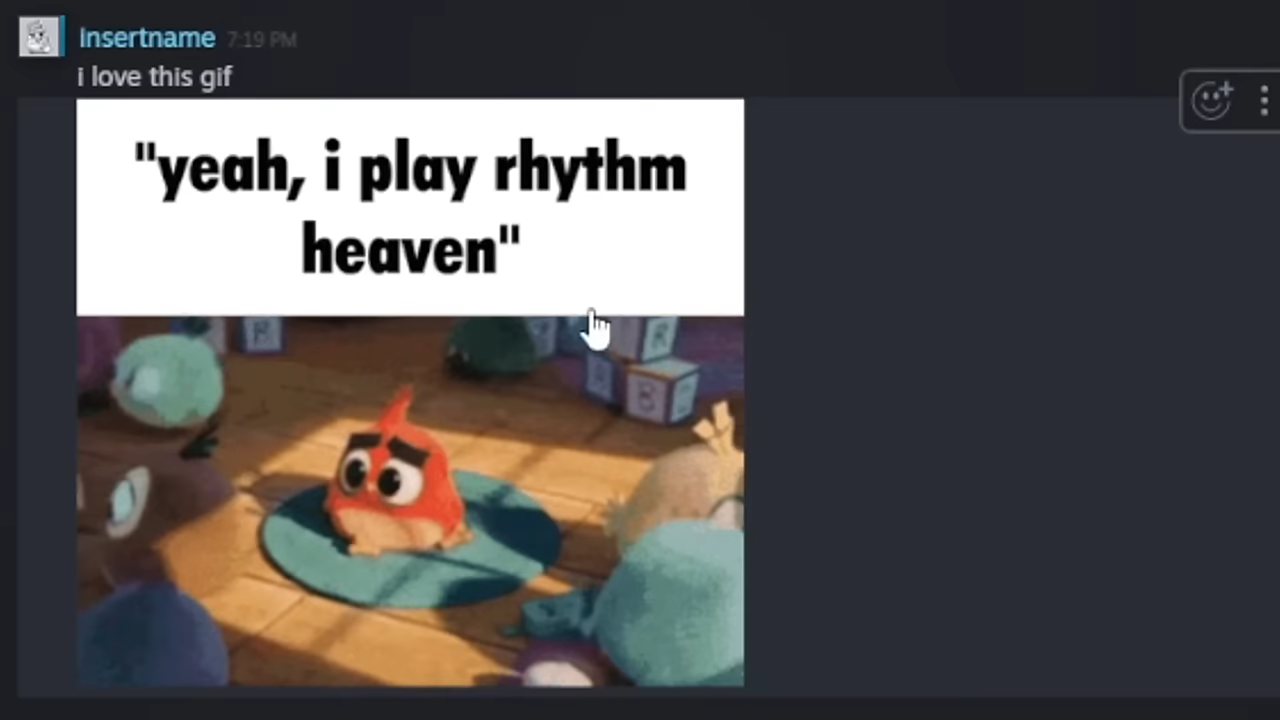 Insertname 7:19 PM
i love this gif
"yeah, i play rhythm
heaven"
R
R
B